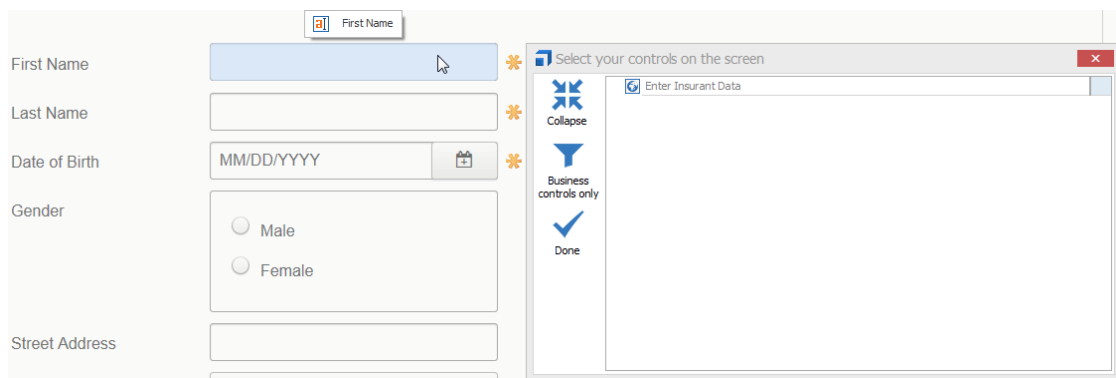 First Name
First Name
Last Name
Date of Birth
MM/DD/YYYY
Gender
Male
Female
Street Address
Select your controls on the screen
Collapse
Business
controls only
Done
Enter Insurant Data